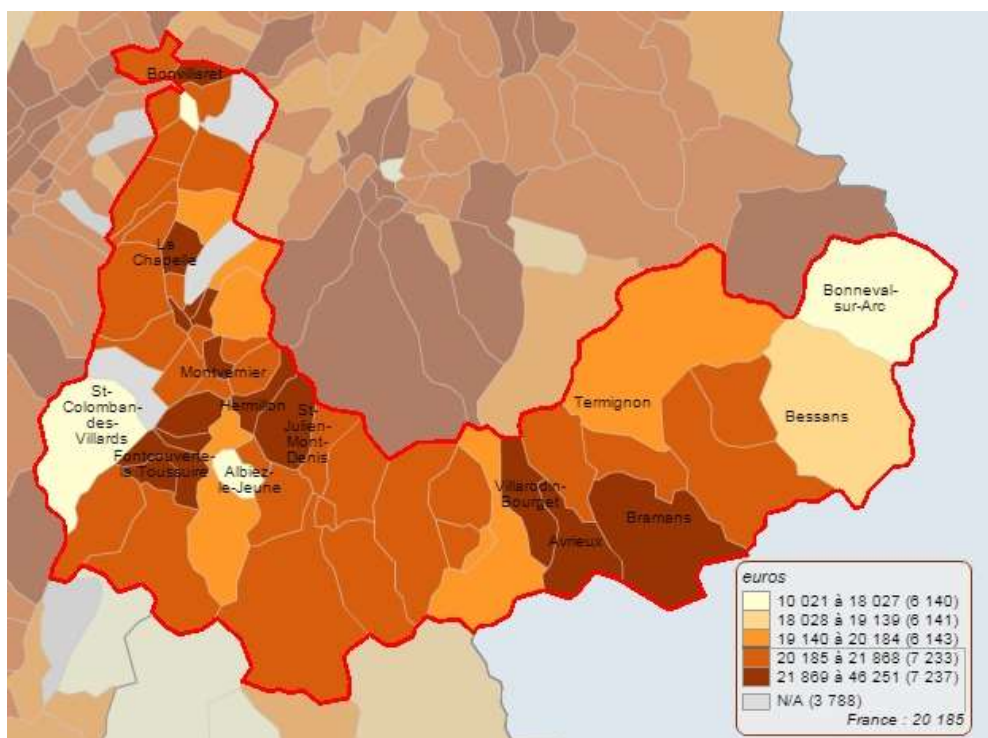 Bonvillaret
La
Chapelle
Bonneval-
sur-Arc
Montvernier
St-
Colomban-
des-
Villards
Hermillon
St-
Julien-
Mont-
Denis
Termignon
Bessans
Fontcouverte-
la Toussuire
Albiez-
le-Jeune
Villarodin-
Bourget
Bramans
Avrieux
euros
10 021 à 18 027 (6 140)
18 028 à 19 139 (6 141)
19 140 à 20 184 (6 143)
20 185 à 21 868 (7 233)
21 869 à 46 251 (7 237)
N/A (3 788)
France : 20 185